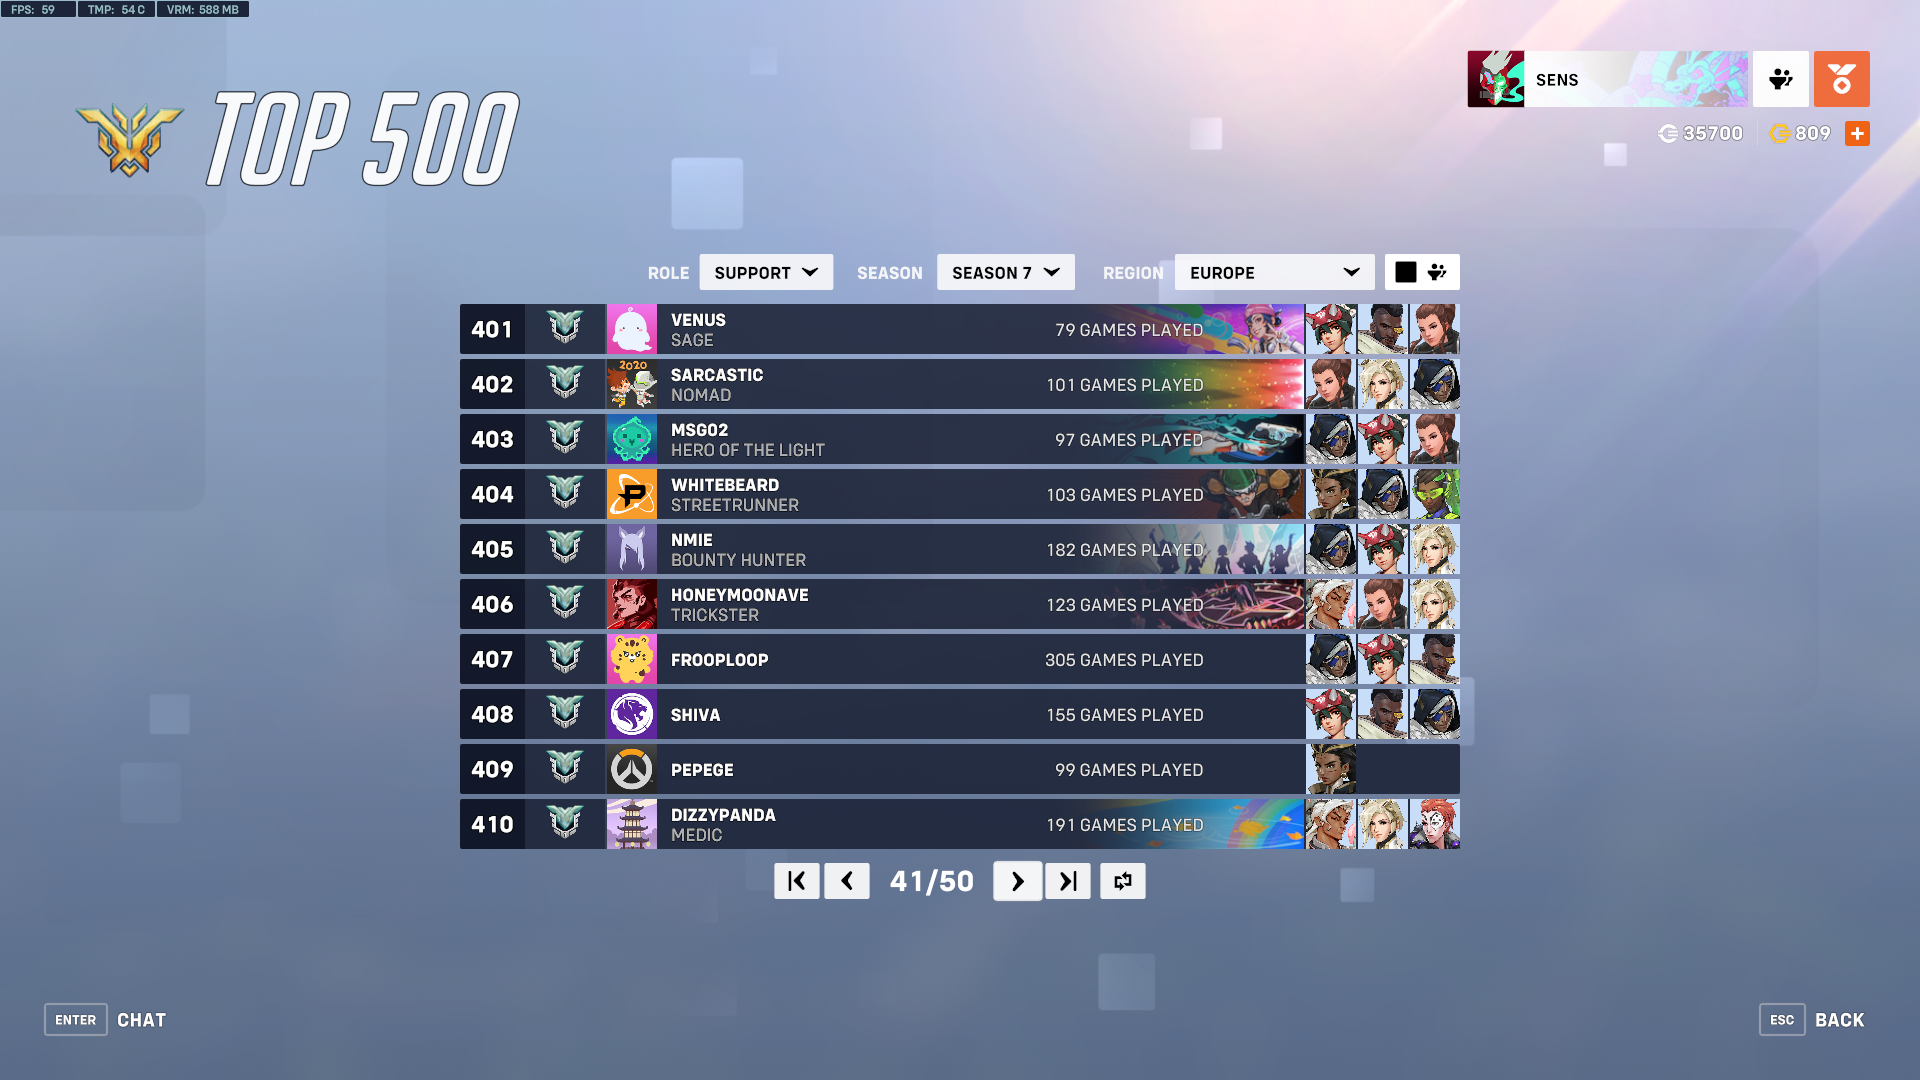 FPS: 59 TMP: 54 C VRM: 588 MB
TOP 500
SENS
35700 809
ROLE SUPPORT SEASON SEASON 7 REGION EUROPE
401 VENUS 79 GAMES PLAYED
SAGE
2020
402 SARCASTIC 101 GAMES PLAYED
NOMAD
403 MSG02 97 GAMES PLAYED
HERO OF THE LIGHT
404 WHITEBEARD 103 GAMES PLAYED
STREETRUNNER
405 NMIE 182 GAMES PLAYED
BOUNTY HUNTER
406 HONEYMOONAVE 123 GAMES PLAYED
TRICKSTER
407 FROOPLOOP 305 GAMES PLAYED
408 SHIVA 155 GAMES PLAYED
409 PEPEGE 99 GAMES PLAYED
410 DIZZYPANDA 191 GAMES PLAYED
MEDIC
41/50
ENTER CHAT
ESC BACK